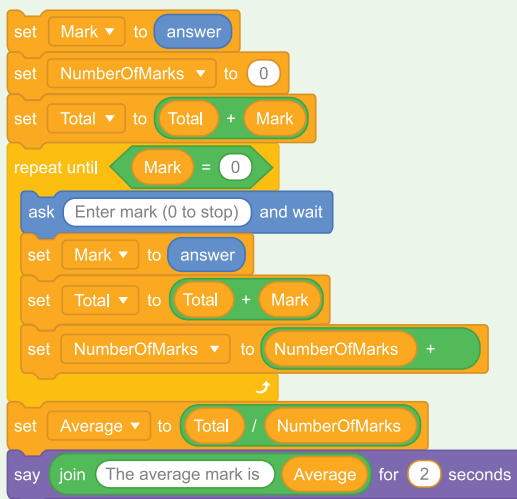 set Mark to answer
set NumberOfMarks to 0
set Total to Total + Mark
repeat until Mark = 0
ask Enter mark (0 to stop) and wait
set Mark to answer
set Total to Total + Mark
set NumberOfMarks to NumberOfMarks +
set Average to Total / NumberOfMarks
say join The average mark is Average for 2 seconds